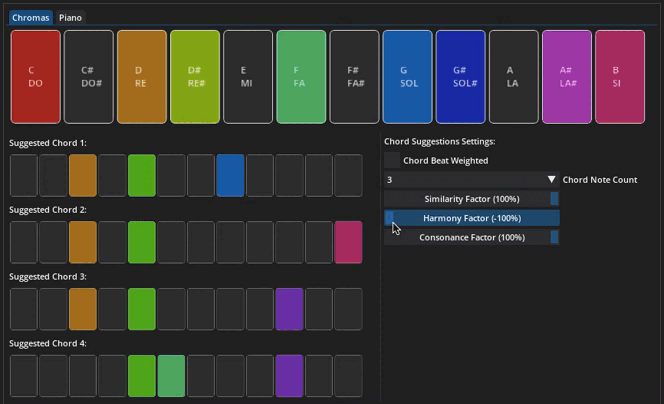 Chromas Piano
C C# D D# E F F# G G# A A# B
DO DO# RE RE# MI FA FA# SOL SOL# LA LA# SI
Suggested Chord 1:
Suggested Chord 2:
Suggested Chord 3:
Suggested Chord 4:
Chord Suggestions Settings:
Chord Beat Weighted
3 Chord Note Count
Similarity Factor (100%)
Harmony Factor (-100%)
Consonance Factor (100%)